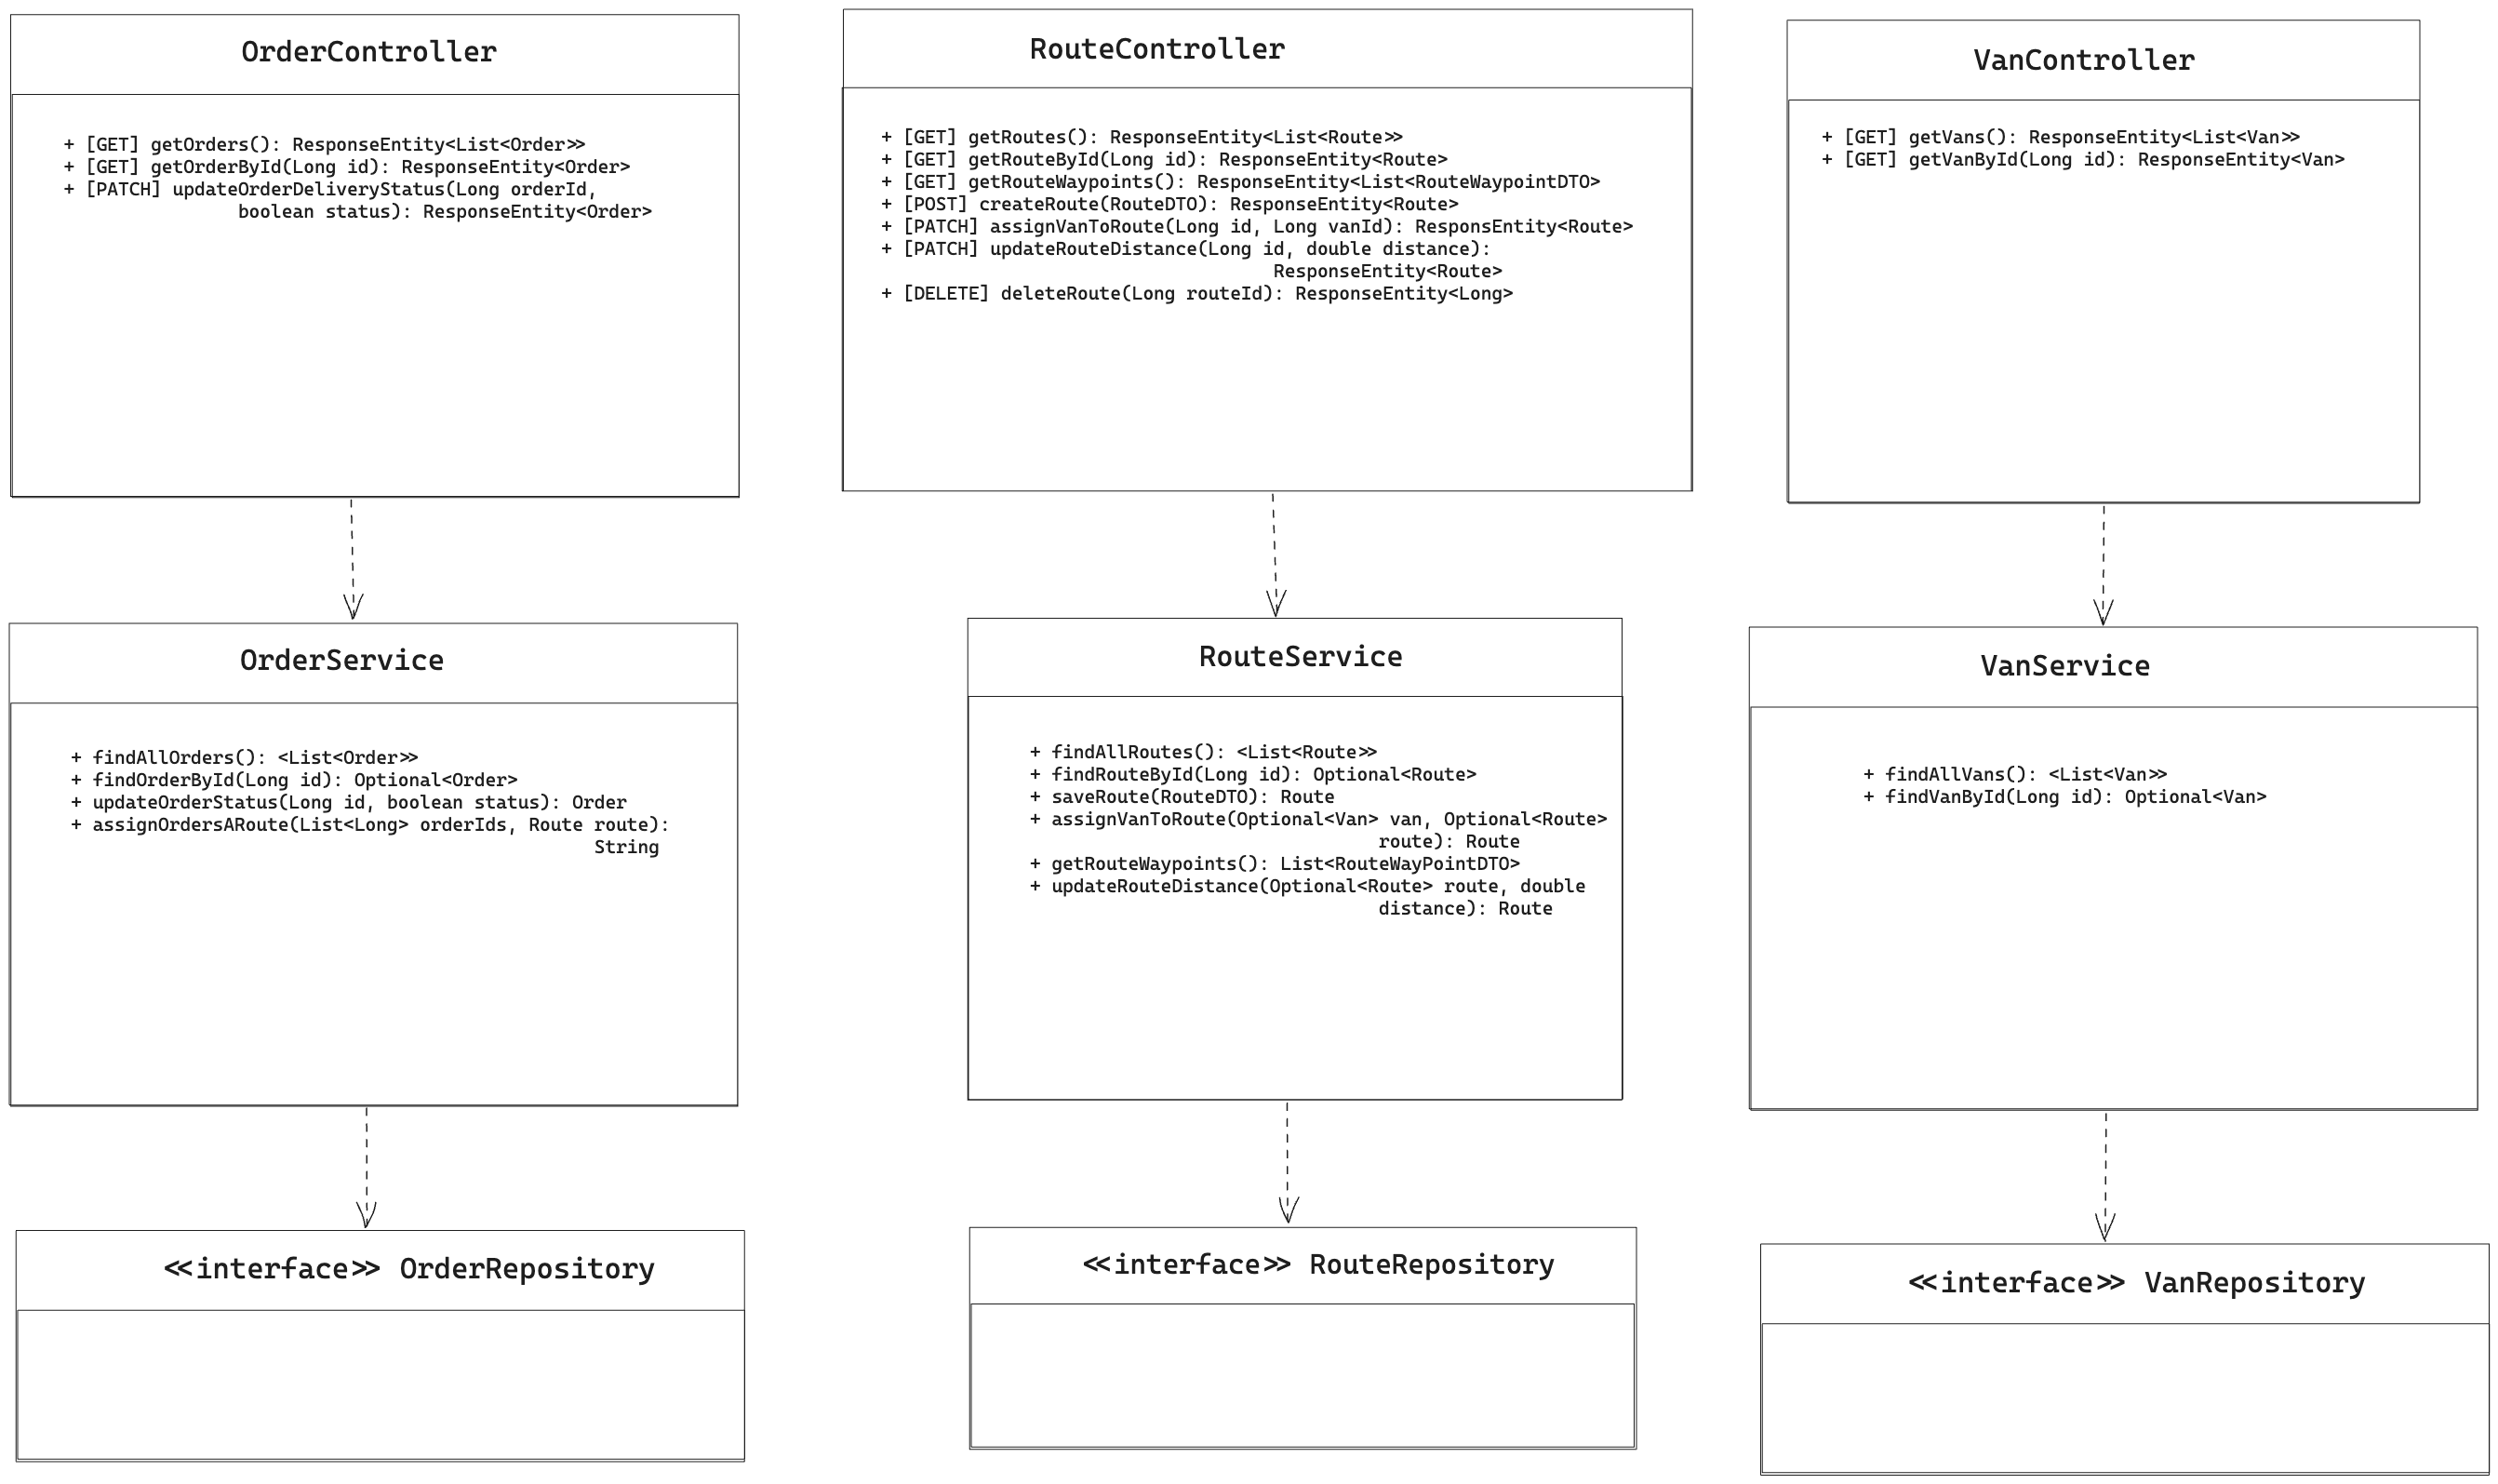 OrderController
+ [GET] getOrders(): ResponseEntity<List<Order>>
+ [GET] getOrderById(Long id): ResponseEntity<Order>
+ [PATCH] updateOrderDeliveryStatus(Long orderId,
boolean status): ResponseEntity<Order>
RouteController
+ [GET] getRoutes(): ResponseEntity<List<Route>>
+ [GET] getRouteById(Long id): ResponseEntity<Route>
+ [GET] getRouteWaypoints(): ResponseEntity<List<RouteWaypointDTO>
+ [POST] createRoute(RouteDTO): ResponseEntity<Route>
+ [PATCH] assignVanToRoute(Long id, Long vanId): ResponsEntity<Route>
+ [PATCH] updateRouteDistance(Long id, double distance):
ResponseEntity<Route>
+ [DELETE] deleteRoute(Long routeId): ResponseEntity<Long>
VanController
+ [GET] getVans(): ResponseEntity<List<Van>>
+ [GET] getVanById(Long id): ResponseEntity<Van>
OrderService
+ findAllOrders(): <List<Order>>
+ findOrderById(Long id): Optional<Order>
+ updateOrderStatus(Long id, boolean status): Order
+ assignOrdersARoute(List<Long> orderIds, Route route):
String
RouteService
+ findAllRoutes(): <List<Route>>
+ findRouteById(Long id): Optional<Route>
+ saveRoute(RouteDTO): Route
+ assignVanToRoute(Optional<Van> van, Optional<Route>
route): Route
+ getRouteWaypoints(): List<RouteWayPointDTO>
+ updateRouteDistance(Optional<Route> route, double
distance): Route
VanService
+ findAllVans(): <List<Van>>
+ findVanById(Long id): Optional<Van>
<<interface>> OrderRepository
<<interface>> RouteRepository
<<interface>> VanRepository